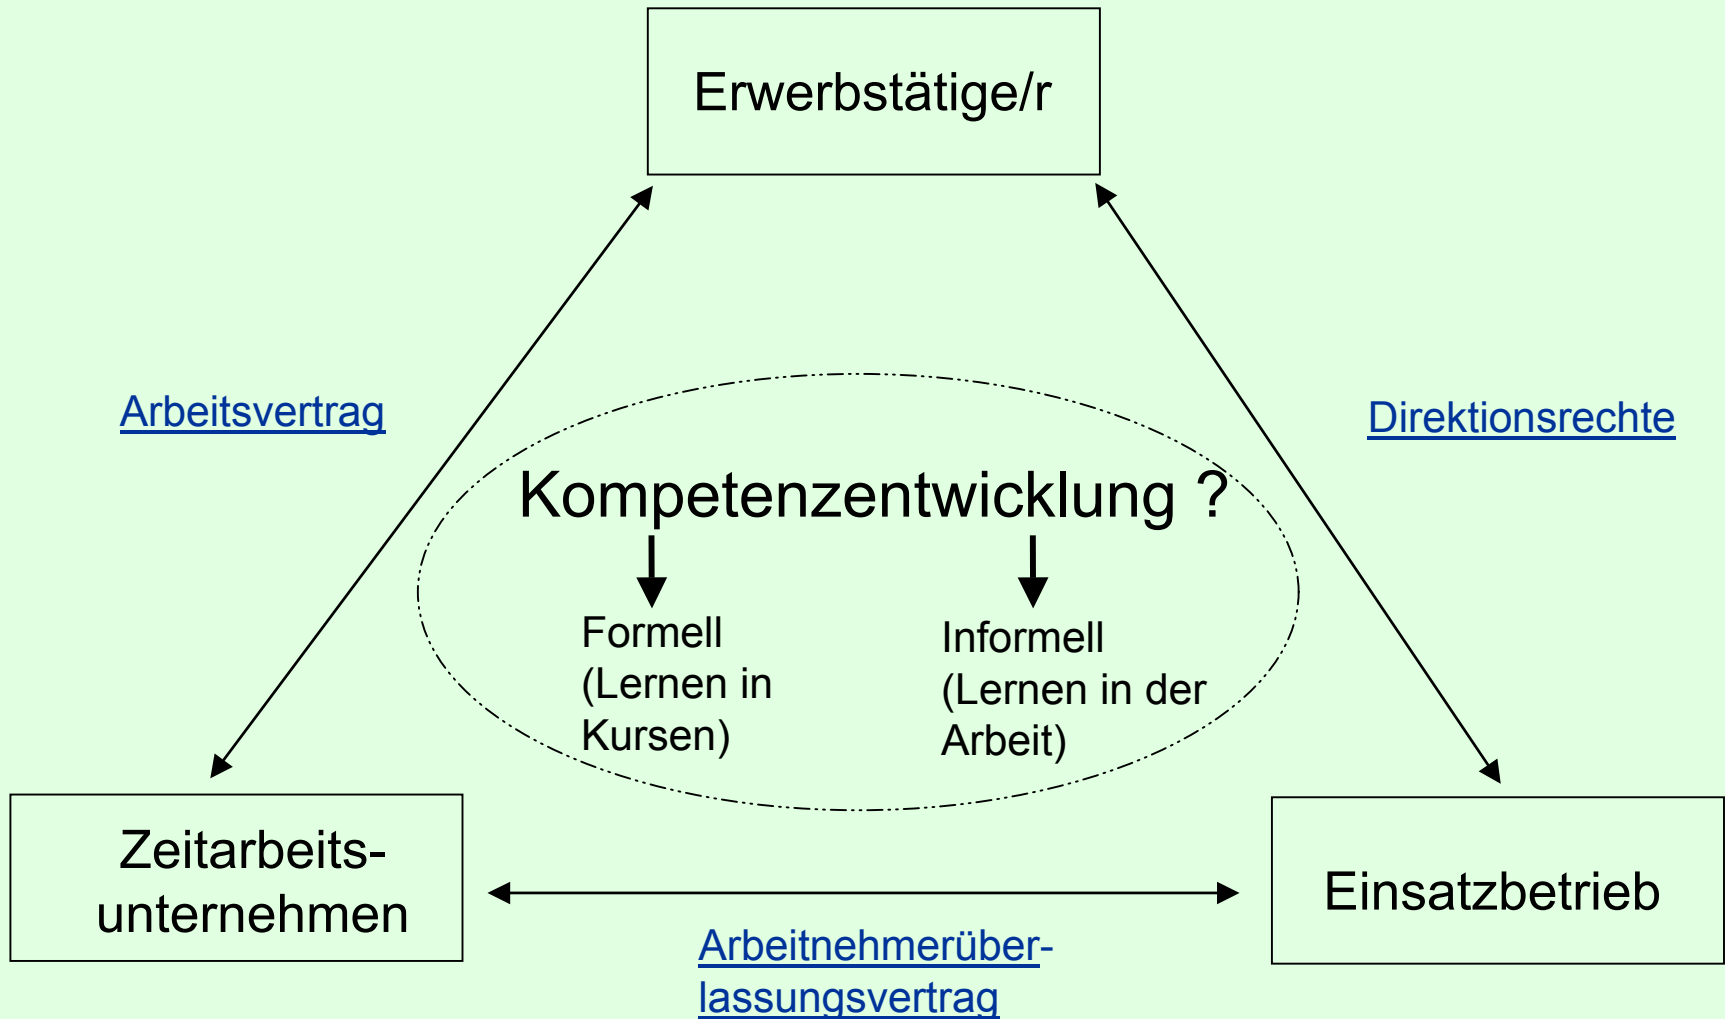 Erwerbstätige/r
Arbeitsvertrag
Direktionsrechte
Kompetenzentwicklung ?
Formell
(Lernen in
Kursen)
Informell
(Lernen in der
Arbeit)
Zeitarbeits-
unternehmen
Einsatzbetrieb
Arbeitnehmerüber-
lassungsvertrag